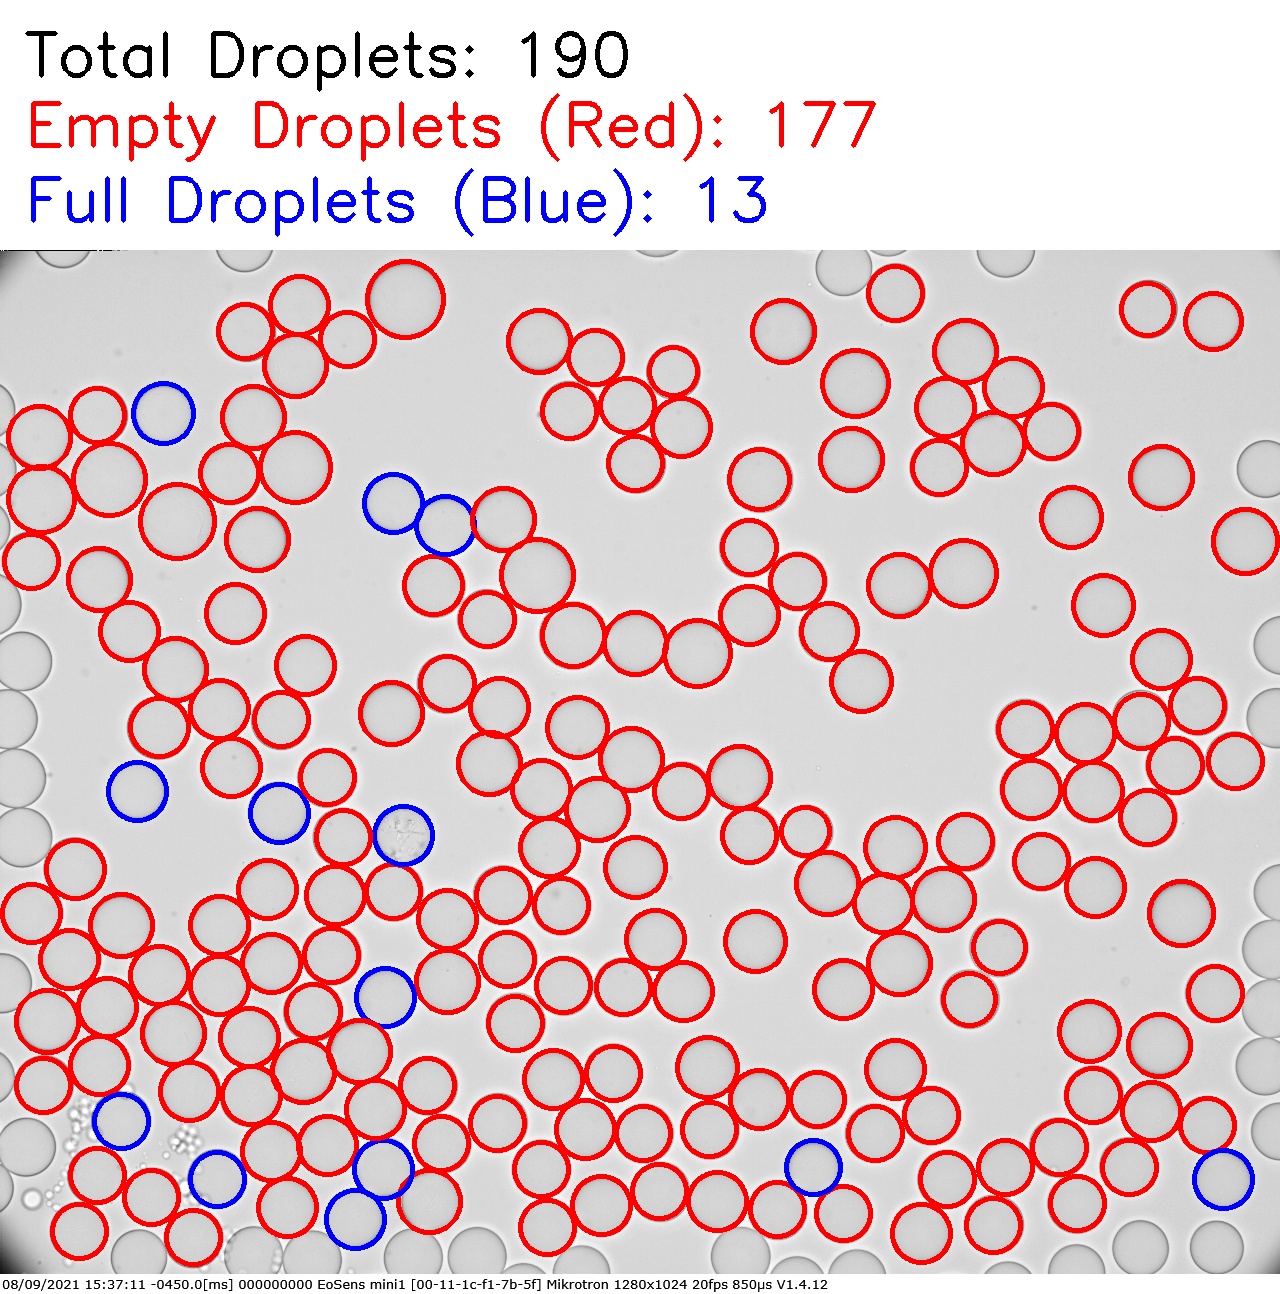 Total Droplets: 190
Empty Droplets (Red): 177
Full Droplets (Blue): 13
08/09/2021 15:37:11 -0450.0[ms] 000000000 EoSens mini1 [00-11-1c-f1-7b-5f] Mikrotron 1280x1024 20fps 850µs V1.4.12